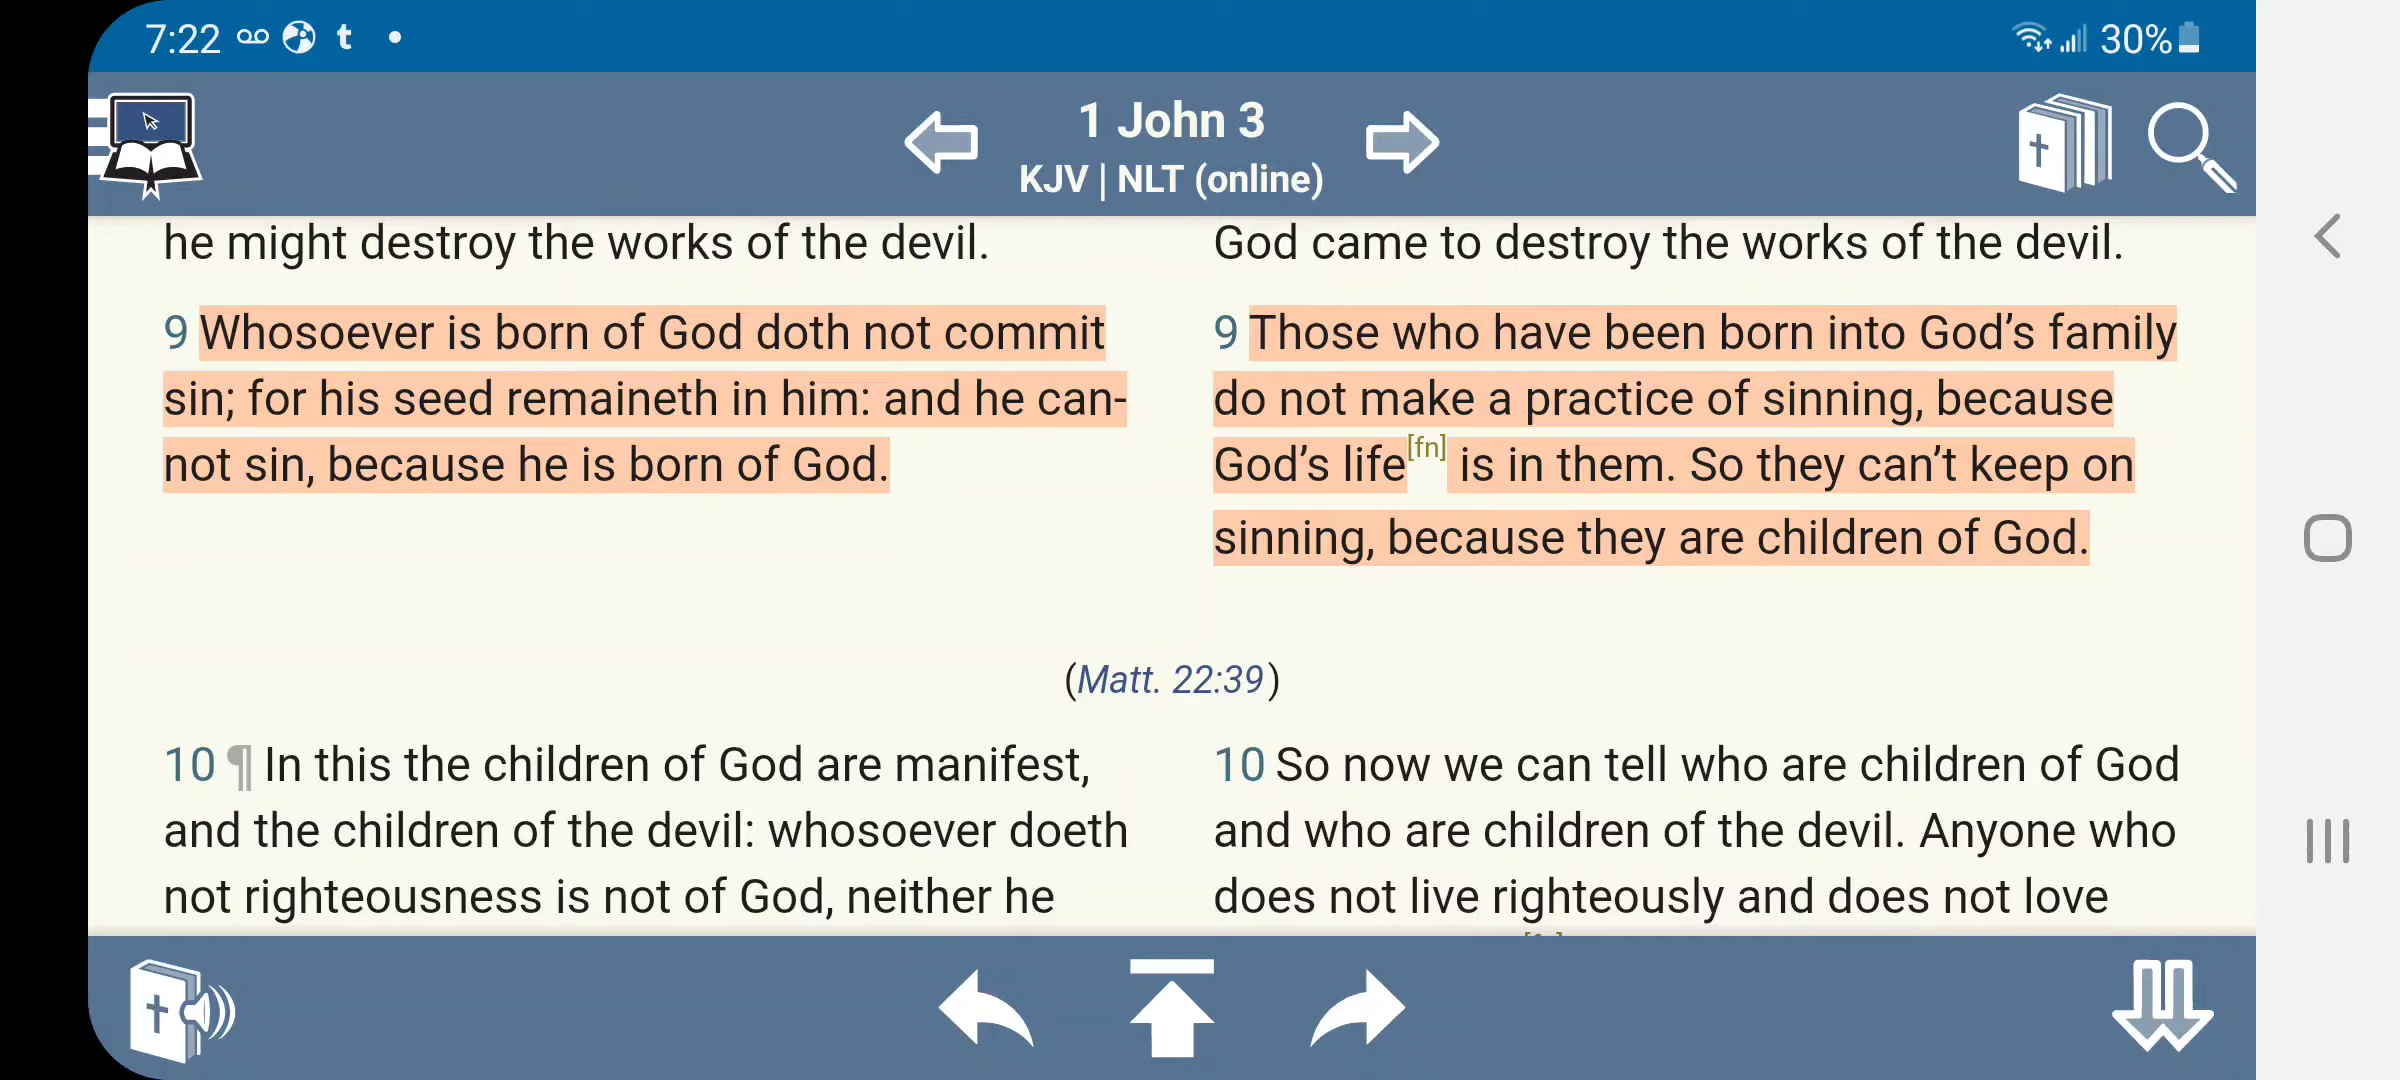 7:22
t
30%
1 John 3
KJV | NLT (online)
he might destroy the works of the devil.
9 Whosoever is born of God doth not commit
sin; for his seed remaineth in him: and he can-
not sin, because he is born of God.
God came to destroy the works of the devil.
9 Those who have been born into God’s family
do not make a practice of sinning, because
God’s life[fn] is in them. So they can’t keep on
sinning, because they are children of God.
(Matt. 22:39)
10 ¶ In this the children of God are manifest,
and the children of the devil: whosoever doeth
not righteousness is not of God, neither he
10 So now we can tell who are children of God
and who are children of the devil. Anyone who
does not live righteously and does not love